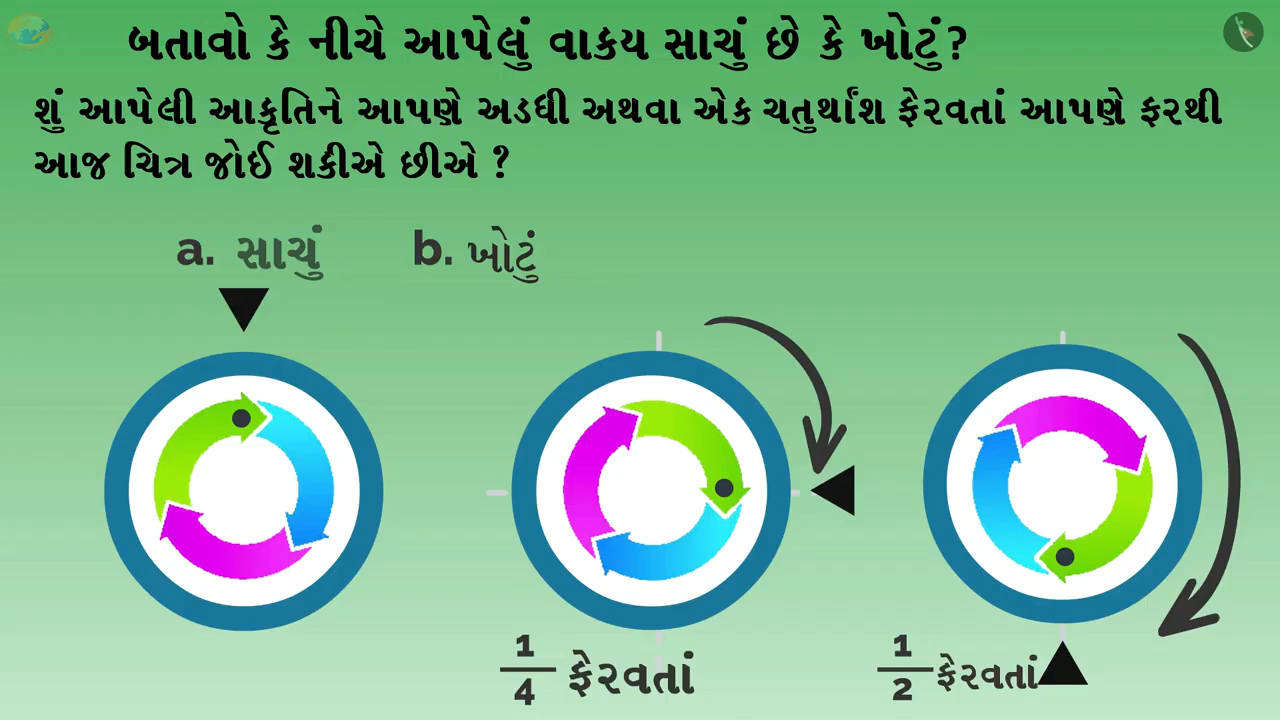 બતાવો કે નીચે આપેલું વાકય સાચું છે કે ખોટું?
શું આપેલી આકૃતિને આપણે અડધી અથવા એક ચતુર્થાંશ ફેરવતાં આપણે ફરથી
આજ ચિત્ર જોઈ શકીએ છીએ ?
a. સાચું b. ખોટું
1/4 ફેરવતાં
1/2 ફેરવતાં